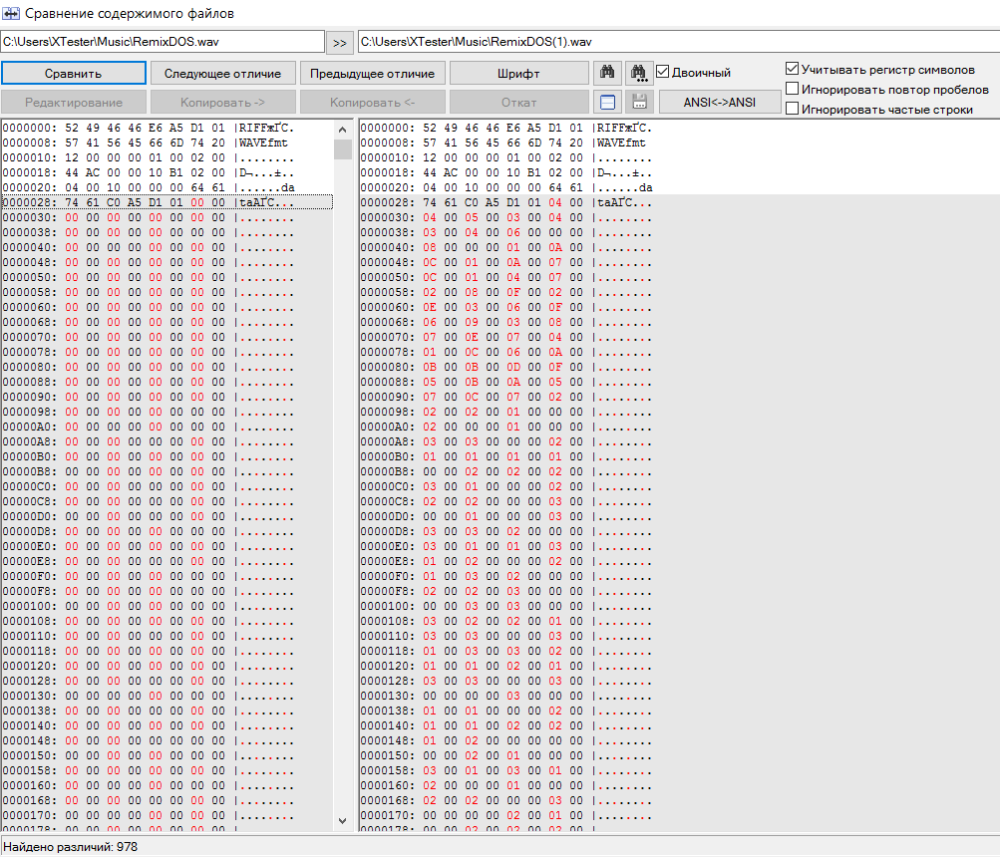 Сравнение содержимого файлов
C:\Users\XTester\Music\RemixDOS.wav
>>
C:\Users\XTester\Music\RemixDOS(1).wav
Сравнить
Следующее отличие
Предыдущее отличие
Шрифт
Двоичный
Учитывать регистр символов
Игнорировать повтор пробелов
Редактирование
Копировать ->
Копировать <-
Откат
ANSI<->ANSI
Игнорировать частые строки
0000000: 52 49 46 46 E6 A5 D1 01 |RIFFжҐС.
0000008: 57 41 56 45 66 6D 74 20 |WAVEfmt
0000010: 12 00 00 00 01 00 02 00 |........
0000018: 44 AC 00 00 10 B1 02 00 |D¬...±..
0000020: 04 00 10 00 00 00 64 61 |......da
0000028: 74 61 C0 A5 D1 01 00 00 |taАҐС...
0000030: 00 00 00 00 00 00 00 00 |........
0000038: 00 00 00 00 00 00 00 00 |........
0000040: 00 00 00 00 00 00 00 00 |........
0000048: 00 00 00 00 00 00 00 00 |........
0000050: 00 00 00 00 00 00 00 00 |........
0000058: 00 00 00 00 00 00 00 00 |........
0000060: 00 00 00 00 00 00 00 00 |........
0000068: 00 00 00 00 00 00 00 00 |........
0000070: 00 00 00 00 00 00 00 00 |........
0000078: 00 00 00 00 00 00 00 00 |........
0000080: 00 00 00 00 00 00 00 00 |........
0000088: 00 00 00 00 00 00 00 00 |........
0000090: 00 00 00 00 00 00 00 00 |........
0000098: 00 00 00 00 00 00 00 00 |........
00000A0: 00 00 00 00 00 00 00 00 |........
00000A8: 00 00 00 00 00 00 00 00 |........
00000B0: 00 00 00 00 00 00 00 00 |........
00000B8: 00 00 00 00 00 00 00 00 |........
00000C0: 00 00 00 00 00 00 00 00 |........
00000C8: 00 00 00 00 00 00 00 00 |........
00000D0: 00 00 00 00 00 00 00 00 |........
00000D8: 00 00 00 00 00 00 00 00 |........
00000E0: 00 00 00 00 00 00 00 00 |........
00000E8: 00 00 00 00 00 00 00 00 |........
00000F0: 00 00 00 00 00 00 00 00 |........
00000F8: 00 00 00 00 00 00 00 00 |........
0000100: 00 00 00 00 00 00 00 00 |........
0000108: 00 00 00 00 00 00 00 00 |........
0000110: 00 00 00 00 00 00 00 00 |........
0000118: 00 00 00 00 00 00 00 00 |........
0000120: 00 00 00 00 00 00 00 00 |........
0000128: 00 00 00 00 00 00 00 00 |........
0000130: 00 00 00 00 00 00 00 00 |........
0000138: 00 00 00 00 00 00 00 00 |........
0000140: 00 00 00 00 00 00 00 00 |........
0000148: 00 00 00 00 00 00 00 00 |........
0000150: 00 00 00 00 00 00 00 00 |........
0000158: 00 00 00 00 00 00 00 00 |........
0000160: 00 00 00 00 00 00 00 00 |........
0000168: 00 00 00 00 00 00 00 00 |........
0000170: 00 00 00 00 00 00 00 00 |........
0000178: 00 00 00 00 00 00 00 00 |
0000000: 52 49 46 46 E6 A5 D1 01 |RIFFжҐС.
0000008: 57 41 56 45 66 6D 74 20 |WAVEfmt
0000010: 12 00 00 00 01 00 02 00 |........
0000018: 44 AC 00 00 10 B1 02 00 |D¬...±..
0000020: 04 00 10 00 00 00 64 61 |......da
0000028: 74 61 C0 A5 D1 01 04 00 |taАҐС...
0000030: 04 00 05 00 03 00 04 00 |........
0000038: 03 00 04 00 06 00 00 00 |........
0000040: 08 00 00 00 01 00 0A 00 |........
0000048: 0C 00 01 00 0A 00 07 00 |........
0000050: 0C 00 01 00 04 00 07 00 |........
0000058: 02 00 08 00 0F 00 02 00 |........
0000060: 0E 00 03 00 06 00 0F 00 |........
0000068: 06 00 09 00 03 00 08 00 |........
0000070: 07 00 0E 00 07 00 04 00 |........
0000078: 01 00 0C 00 06 00 0A 00 |........
0000080: 0B 00 0B 00 0D 00 0F 00 |........
0000088: 05 00 0B 00 0A 00 05 00 |........
0000090: 07 00 0C 00 07 00 02 00 |........
0000098: 02 00 02 00 01 00 00 00 |........
00000A0: 02 00 00 00 01 00 00 00 |........
00000A8: 03 00 03 00 00 00 02 00 |........
00000B0: 01 00 01 00 01 00 01 00 |........
00000B8: 00 00 02 00 02 00 02 00 |........
00000C0: 03 00 01 00 00 00 02 00 |........
00000C8: 02 00 02 00 00 00 03 00 |........
00000D0: 00 00 01 00 00 00 03 00 |........
00000D8: 03 00 03 00 02 00 00 00 |........
00000E0: 03 00 01 00 01 00 03 00 |........
00000E8: 01 00 02 00 00 00 00 00 |........
00000F0: 01 00 03 00 02 00 00 00 |........
00000F8: 02 00 02 00 03 00 00 00 |........
0000100: 00 00 03 00 03 00 00 00 |........
0000108: 03 00 02 00 02 00 01 00 |........
0000110: 03 00 03 00 00 00 03 00 |........
0000118: 01 00 03 00 03 00 02 00 |........
0000120: 01 00 01 00 02 00 02 00 |........
0000128: 03 00 03 00 00 00 03 00 |........
0000130: 00 00 00 00 03 00 00 00 |........
0000138: 01 00 01 00 00 00 02 00 |........
0000140: 01 00 01 00 02 00 02 00 |........
0000148: 01 00 02 00 00 00 00 00 |........
0000150: 00 00 02 00 01 00 00 00 |........
0000158: 03 00 01 00 03 00 01 00 |........
0000160: 02 00 00 00 01 00 00 00 |........
0000168: 02 00 02 00 00 00 03 00 |........
0000170: 00 00 00 00 02 00 01 00 |........
0000178: 00 00 02 00 02 00 02 00 |
Найдено различий: 978